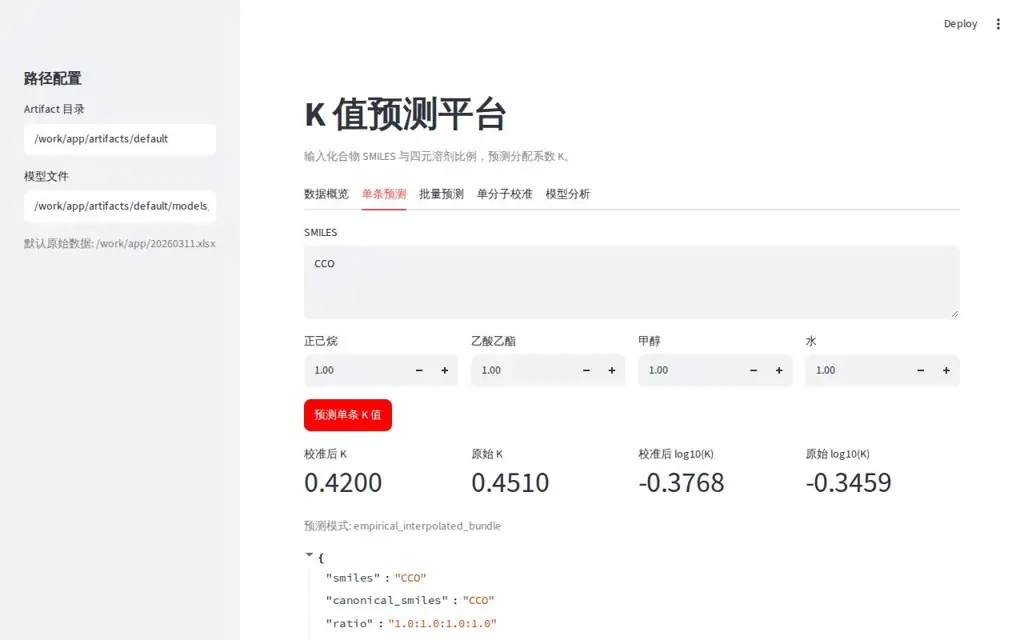 Deploy
路径配置
Artifact 目录
/work/app/artifacts/default
模型文件
/work/app/artifacts/default/models
默认原始数据: /work/app/20260311.xlsx
K 值预测平台
输入化合物 SMILES 与四元溶剂比例，预测分配系数 K。
数据概览 单条预测 批量预测 单分子校准 模型分析
SMILES
CCO
正己烷 乙酸乙酯 甲醇 水
1.00 − + 1.00 − + 1.00 − + 1.00 − +
预测单条 K 值
校准后 K 原始 K 校准后 log10(K) 原始 log10(K)
0.4200 0.4510 -0.3768 -0.3459
预测模式: empirical_interpolated_bundle
{
"smiles" : "CCO"
"canonical_smiles" : "CCO"
"ratio" : "1.0:1.0:1.0:1.0"